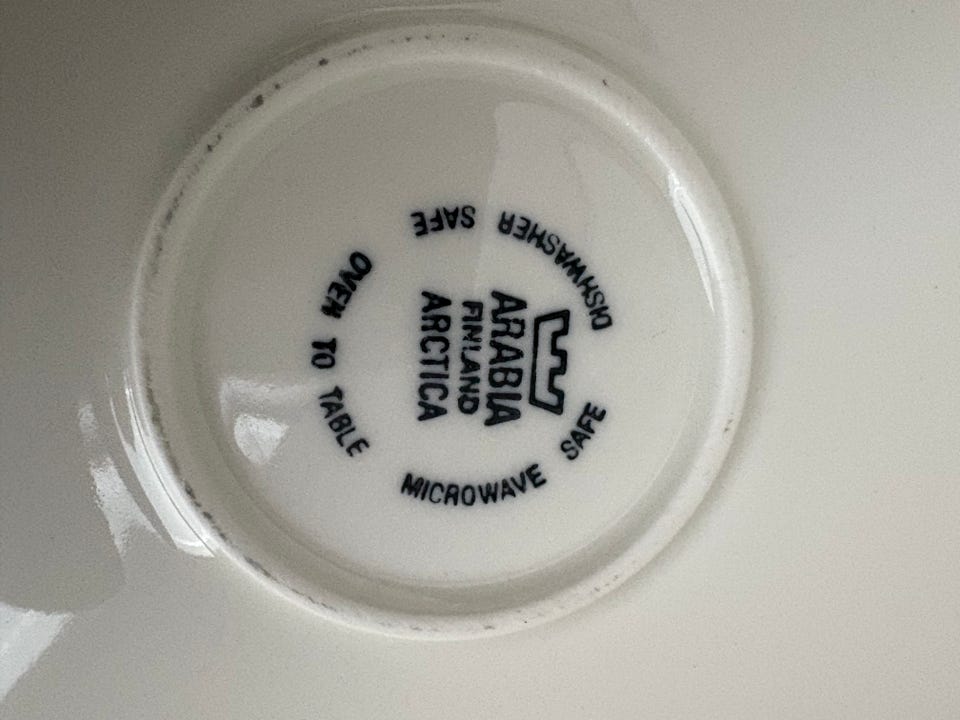 ARABIA
FINLAND
ARCTICA
DISHWASHER SAFE
OVEN TO TABLE
MICROWAVE SAFE